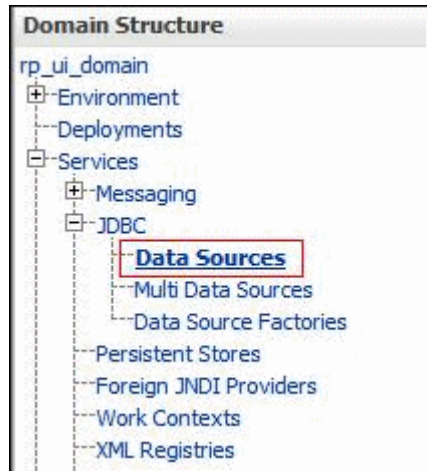 Domain Structure
rp_ui_domain
Environment
Deployments
Services
Messaging
JDBC
Data Sources
Multi Data Sources
Data Source Factories
Persistent Stores
Foreign JNDI Providers
Work Contexts
XML Registries